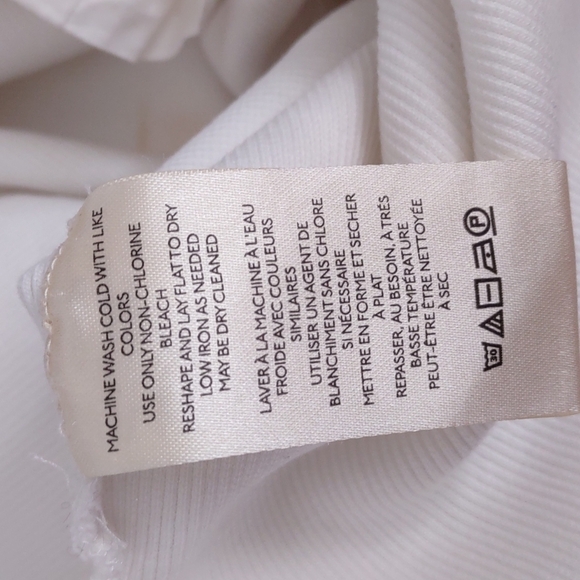 MACHINE WASH COLD WITH LIKE
COLORS
USE ONLY NON-CHLORINE
BLEACH
RESHAPE AND LAY FLAT TO DRY
LOW IRON AS NEEDED
MAY BE DRY CLEANED
LAVER À LA MACHINE À L'EAU
FROIDE AVEC COULEURS
SIMILAIRES
UTILISER UN AGENT DE
BLANCHIMENT SANS CHLORE
SI NÉCESSAIRE
METTRE EN FORME ET SECHER
À PLAT
REPASSER, AU BESOIN, À TRÈS
BASSE TEMPÉRATURE
PEUT-ÊTRE ÊTRE NETTOYÉE
À SEC
30 P